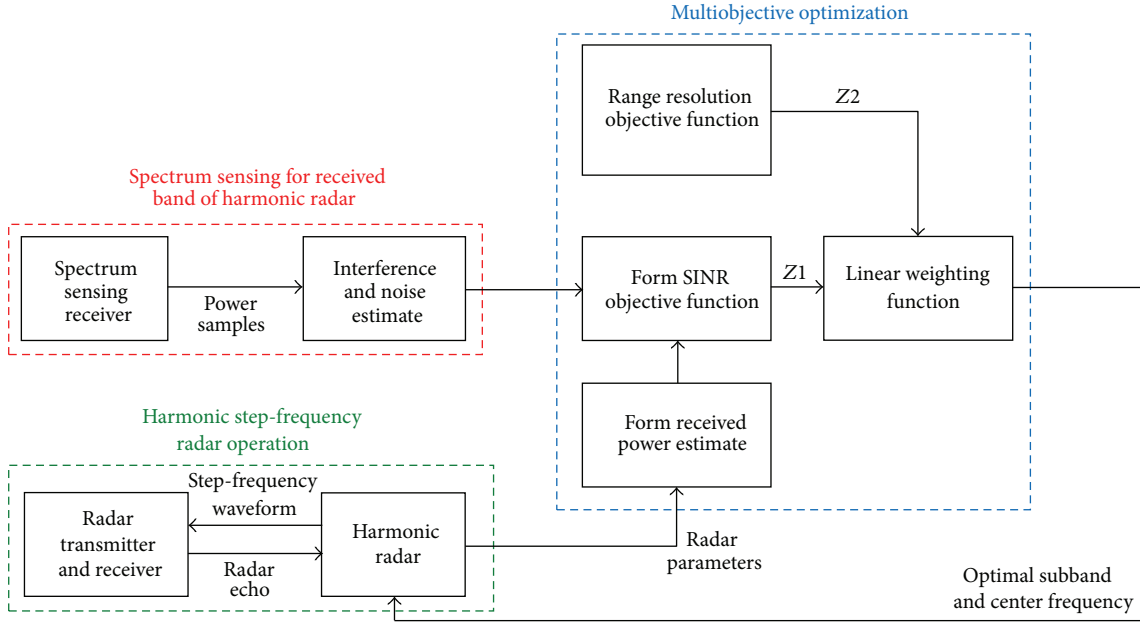 Multiobjective optimization
Range resolution
objective function
Z2
Spectrum sensing for received
band of harmonic radar
Spectrum
sensing
receiver
Power
samples
Interference
and noise
estimate
Form SINR
objective function
Z1
Linear weighting
function
Form received
power estimate
Harmonic step-frequency
radar operation
Step-frequency
waveform
Radar
transmitter
and receiver
Radar
echo
Harmonic
radar
Radar
parameters
Optimal subband
and center frequency